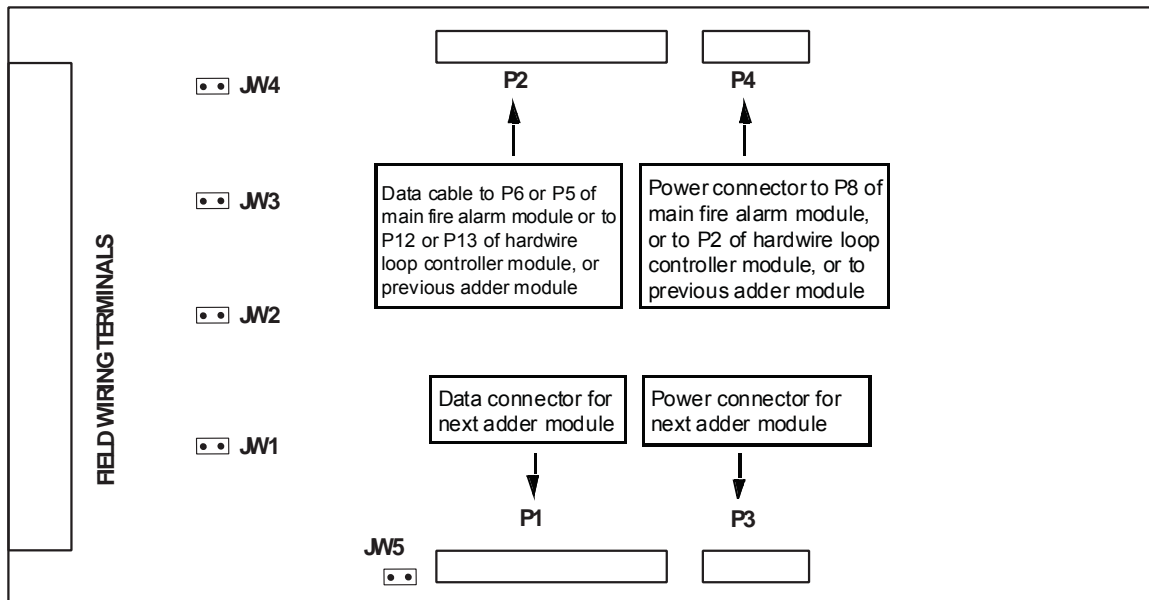 P2
P4
JW4
Data cable to P6 or P5 of
main fire alarm module or to
P12 or P13 of hardwire
loop controller module, or
previous adder module
Power connector to P8 of
main fire alarm module,
or to P2 of hardwire loop
controller module, or to
previous adder module
JW3
FIELD WIRING TERMINALS
JW2
Data connector for
next adder module
Power connector for
next adder module
JW1
P1
P3
JW5